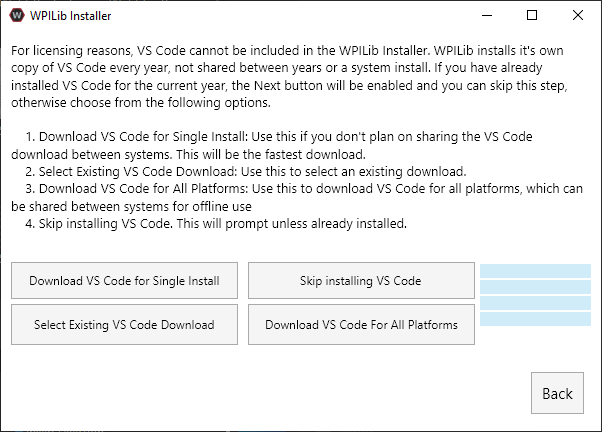 WPILib Installer
For licensing reasons, VS Code cannot be included in the WPILib Installer. WPILib installs it's own
copy of VS Code every year, not shared between years or a system install. If you have already
installed VS Code for the current year, the Next button will be enabled and you can skip this step,
otherwise choose from the following options.
1. Download VS Code for Single Install: Use this if you don't plan on sharing the VS Code
download between systems. This will be the fastest download.
2. Select Existing VS Code Download: Use this to select an existing download.
3. Download VS Code for All Platforms: Use this to download VS Code for all platforms, which can
be shared between systems for offline use
4. Skip installing VS Code. This will prompt unless already installed.
Download VS Code for Single Install
Skip installing VS Code
Select Existing VS Code Download
Download VS Code For All Platforms
Back